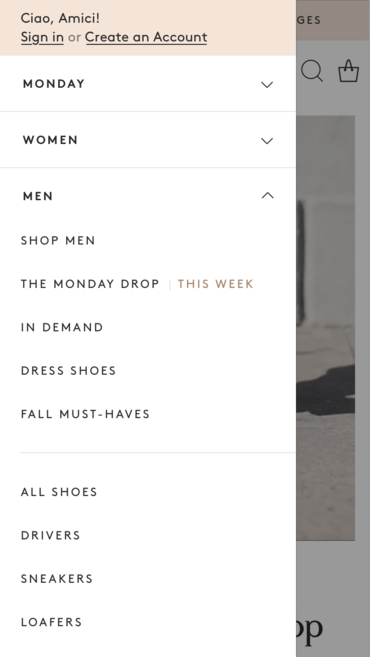 Ciao, Amici!
Sign in or Create an Account
GES
MONDAY
WOMEN
MEN
SHOP MEN
THE MONDAY DROP | THIS WEEK
IN DEMAND
DRESS SHOES
FALL MUST-HAVES
ALL SHOES
DRIVERS
SNEAKERS
LOAFERS
op